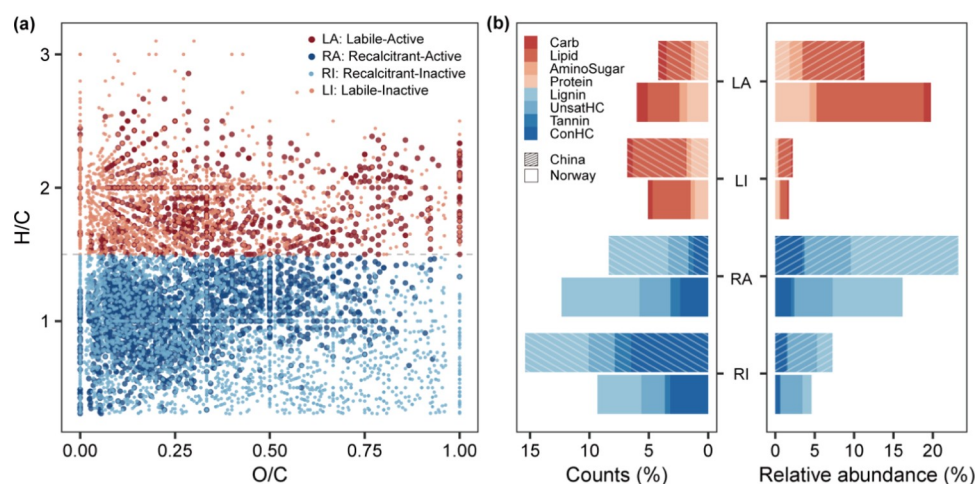 (a)
LA: Labile-Active
RA: Recalcitrant-Active
RI: Recalcitrant-Inactive
LI: Labile-Inactive
H/C
3
2
1
0.00 0.25 0.50 0.75 1.00
O/C
(b)
Carb
Lipid
AminoSugar
Protein
Lignin
UnsatHC
Tannin
ConHC
China
Norway
LA
LI
RA
RI
15 10 5 0
Counts (%)
0 5 10 15 20
Relative abundance (%)